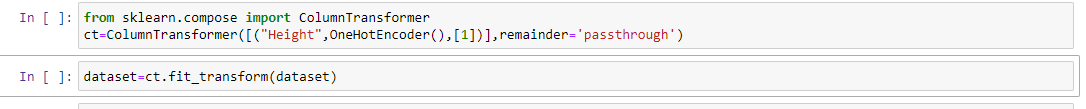 In [ ]: from sklearn.compose import ColumnTransformer
ct=ColumnTransformer([("Height",OneHotEncoder(),[1])],remainder='passthrough')
In [ ]: dataset=ct.fit_transform(dataset)